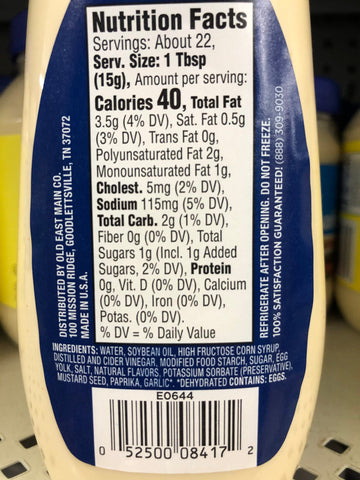 Nutrition Facts
Servings: About 22,
Serv. Size: 1 Tbsp
(15g), Amount per serving:
Calories 40, Total Fat
3.5g (4% DV), Sat. Fat 0.5g
(3% DV), Trans Fat 0g,
Polyunsaturated Fat 2g,
Monounsaturated Fat 1g,
Cholest. 5mg (2% DV),
Sodium 115mg (5% DV),
Total Carb. 2g (1% DV),
Fiber 0g (0% DV), Total
Sugars 1g (Incl. 1g Added
Sugars, 2% DV), Protein
0g, Vit. D (0% DV), Calcium
(0% DV), Iron (0% DV),
Potas. (0% DV).
% DV = % Daily Value
DISTRIBUTED BY OLD EAST MAIN CO.
100 MISSION RIDGE, GOODLETTSVILLE, TN 37072
MADE IN U.S.A.
REFRIGERATE AFTER OPENING. DO NOT FREEZE.
100% SATISFACTION GUARANTEED! (888) 309-9030
INGREDIENTS: WATER, SOYBEAN OIL, HIGH FRUCTOSE CORN SYRUP,
DISTILLED AND CIDER VINEGAR, MODIFIED FOOD STARCH, SUGAR, EGG
YOLK, SALT, NATURAL FLAVORS, POTASSIUM SORBATE (PRESERVATIVE),
MUSTARD SEED, PAPRIKA, GARLIC*. *DEHYDRATED CONTAINS: EGGS.
E0644
0 52500 08417 2